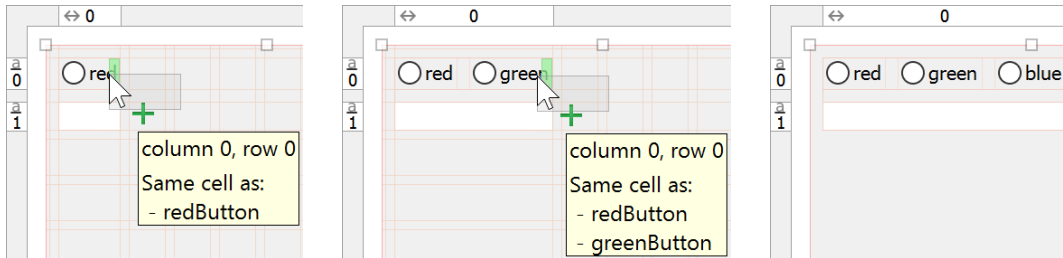 0
a
0
red
a
1
column 0, row 0
Same cell as:
- redButton
0
a
0
red green
a
1
column 0, row 0
Same cell as:
- redButton
- greenButton
0
a
0
red green blue
a
1